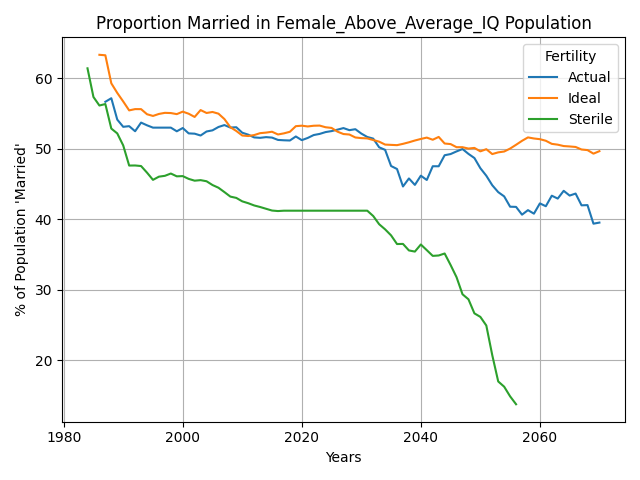 Proportion Married in Female_Above_Average_IQ Population
Fertility
Actual
Ideal
Sterile
% of Population 'Married'
60
50
40
30
20
1980
2000
2020
2040
2060
Years